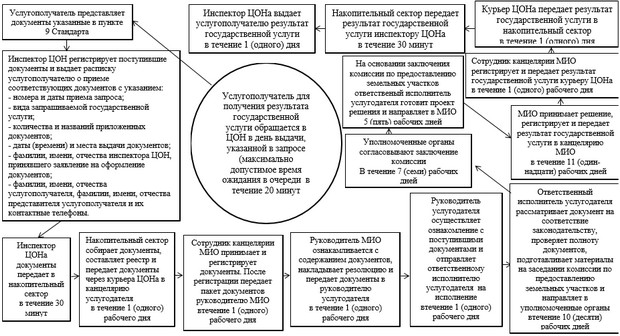 Услугополучатель представляет
документы указанные в пункте
9 Стандарта
Инспектор ЦОН регистрирует поступившие
документы и выдает расписку
услугополучателю о приеме
соответствующих документов с указанием:
- номера и даты приема запроса;
- вида запрашиваемой государственной
услуги;
- количества и названий приложенных
документов;
- даты (времени) и места выдачи документов;
- фамилии, имени, отчества инспектора ЦОН,
принявшего заявление на оформление
документов;
- фамилии, имени, отчества
услугополучателя, фамилии, имени, отчества
представителя услугополучателя и их
контактные телефоны.
Инспектор
ЦОНа
документы
передает в
накопительный
сектор
в течение 30
минут
Накопительный сектор
собирает документы,
составляет реестр и
передает документы
через курьера ЦОНа в
канцелярию
услугодателя
в течение 1 (одного)
рабочего дня
Сотрудник канцелярии
МИО принимает и
регистрирует
документы. После
регистрации передает
пакет документов
руководителю МИО
втечение 1 (одного)
рабочего дня
Руководитель МИО
ознакамливается с
содержанием документов,
накладывает резолюцию и
передает документы в
руководителю
услугодателя
в течение 1 (одного)
рабочего дня
Руководитель
услугодателя
осуществляет
ознакомление с
поступившими
документами и
отправляет
ответственному
исполнителю
услугодателя на
исполнение
втечение 1 (одного)
рабочего дня
Ответственный
исполнитель услугодателя
рассматривает документ на
соответствие
законодательству,
проверяет полноту
документов,
подготавливает материалы
на заседании комиссии по
предоставлению
земельных участков и
направляет в
уполномоченные органы
втечение 10 (десяти)
рабочих дней
Уполномоченные органы
согласовывают заключение
комиссии
В течение 7 (семи) рабочих
дней
На основании заключения
комиссии по предоставлению
земельных участков
ответственый исполнитель
услугодателя готовит проект
решения и направляет в МИО
5 (пять) рабочих дней
МИО принимает решение,
регистрирует и передает
результат государственной
услуги в канцелярию
МИО
в течение 11 (один-
надцати) рабочих дней
Сотрудник канцелярии МИО
регистрирует и передает результат
государственной услуги курьеру ЦОНа
в течение 1 (одного) рабочего дня
Курьер ЦОНа передает результат
государственной услуги в
накопительный сектор
в течение 1 (одного) дня
Накопительный сектор передает
результат государственной
услуги инспектору ЦОНа
в течение 30 минут
Инспектор ЦОНа выдает
услугополучателю результат
государственной услуги
в течение 1 (одного) дня
Услугополучатель для
получения результата
государственной
услуги обращается в
ЦОН в день выдачи,
указанной в запросе
(максимально
допустимое время
ожидания в очереди в
течение 20 минут